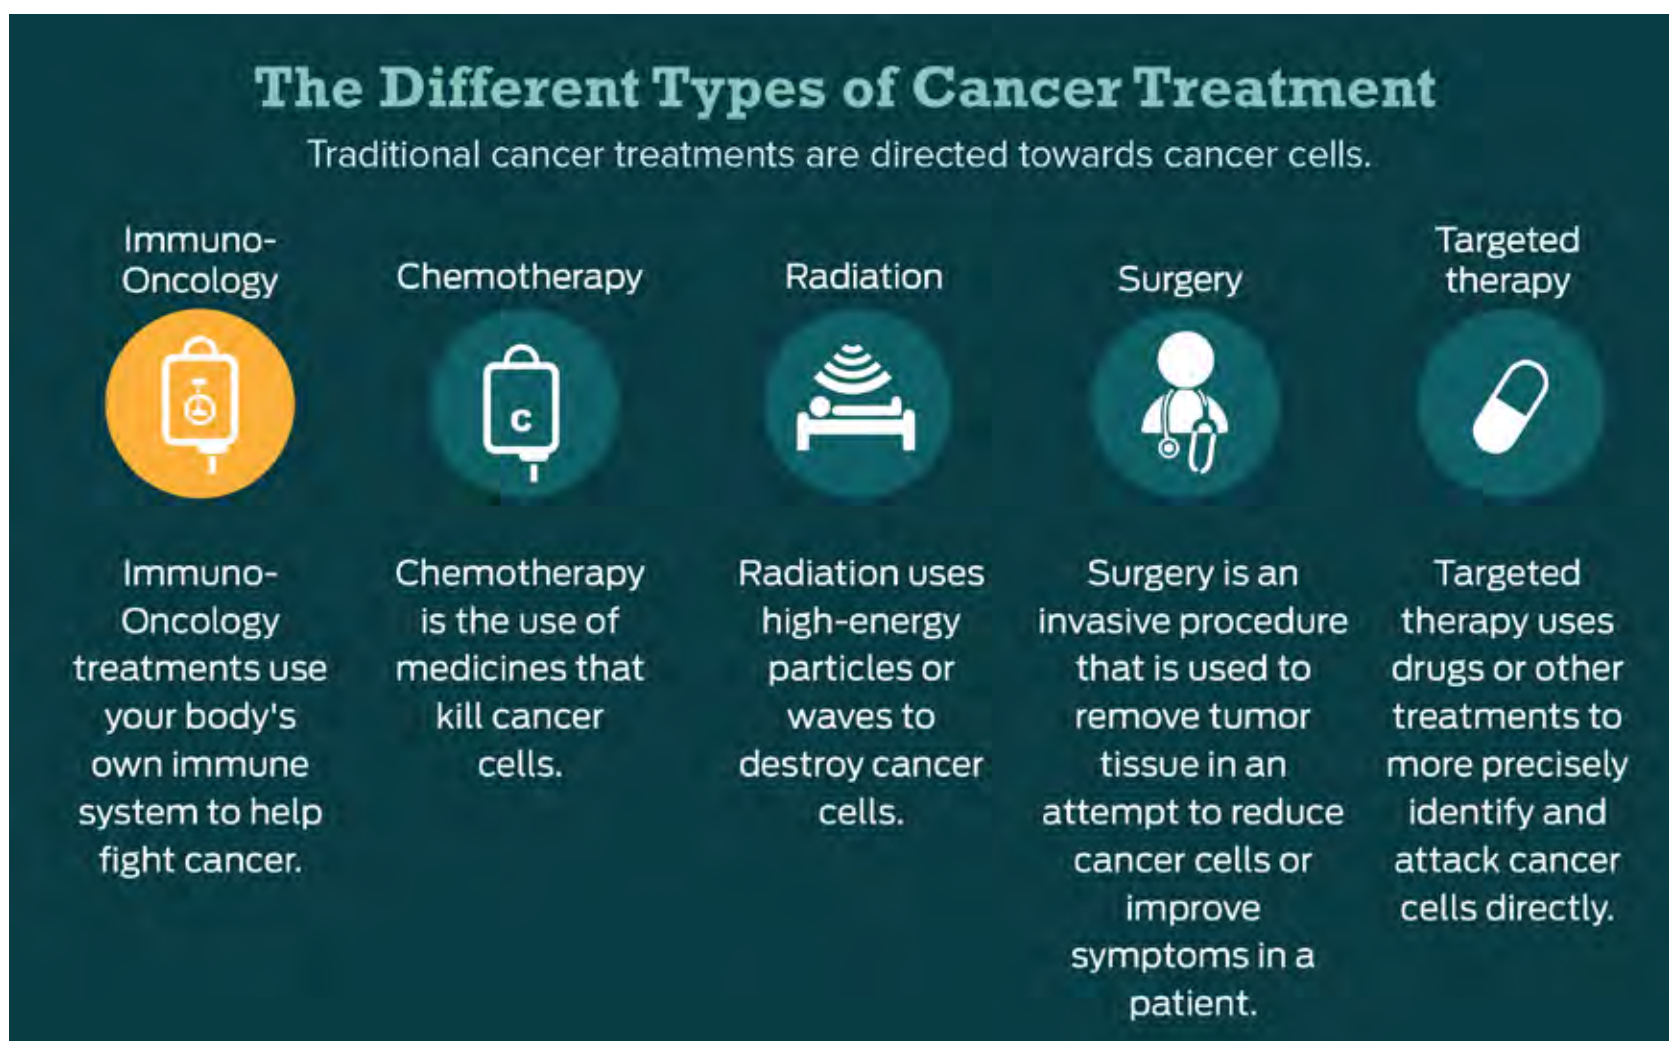 The Different Types of Cancer Treatment
Traditional cancer treatments are directed towards cancer cells.
Immuno-
Oncology
Chemotherapy
Radiation
Surgery
Targeted
therapy
C
Immuno-
Oncology
treatments use
your body's
own immune
system to help
fight cancer.
Chemotherapy
is the use of
medicines that
kill cancer
cells.
Radiation uses
high-energy
particles or
waves to
destroy cancer
cells.
Surgery is an
invasive procedure
that is used to
remove tumor
tissue in an
attempt to reduce
cancer cells or
improve
symptoms in a
patient.
Targeted
therapy uses
drugs or other
treatments to
more precisely
identify and
attack cancer
cells directly.